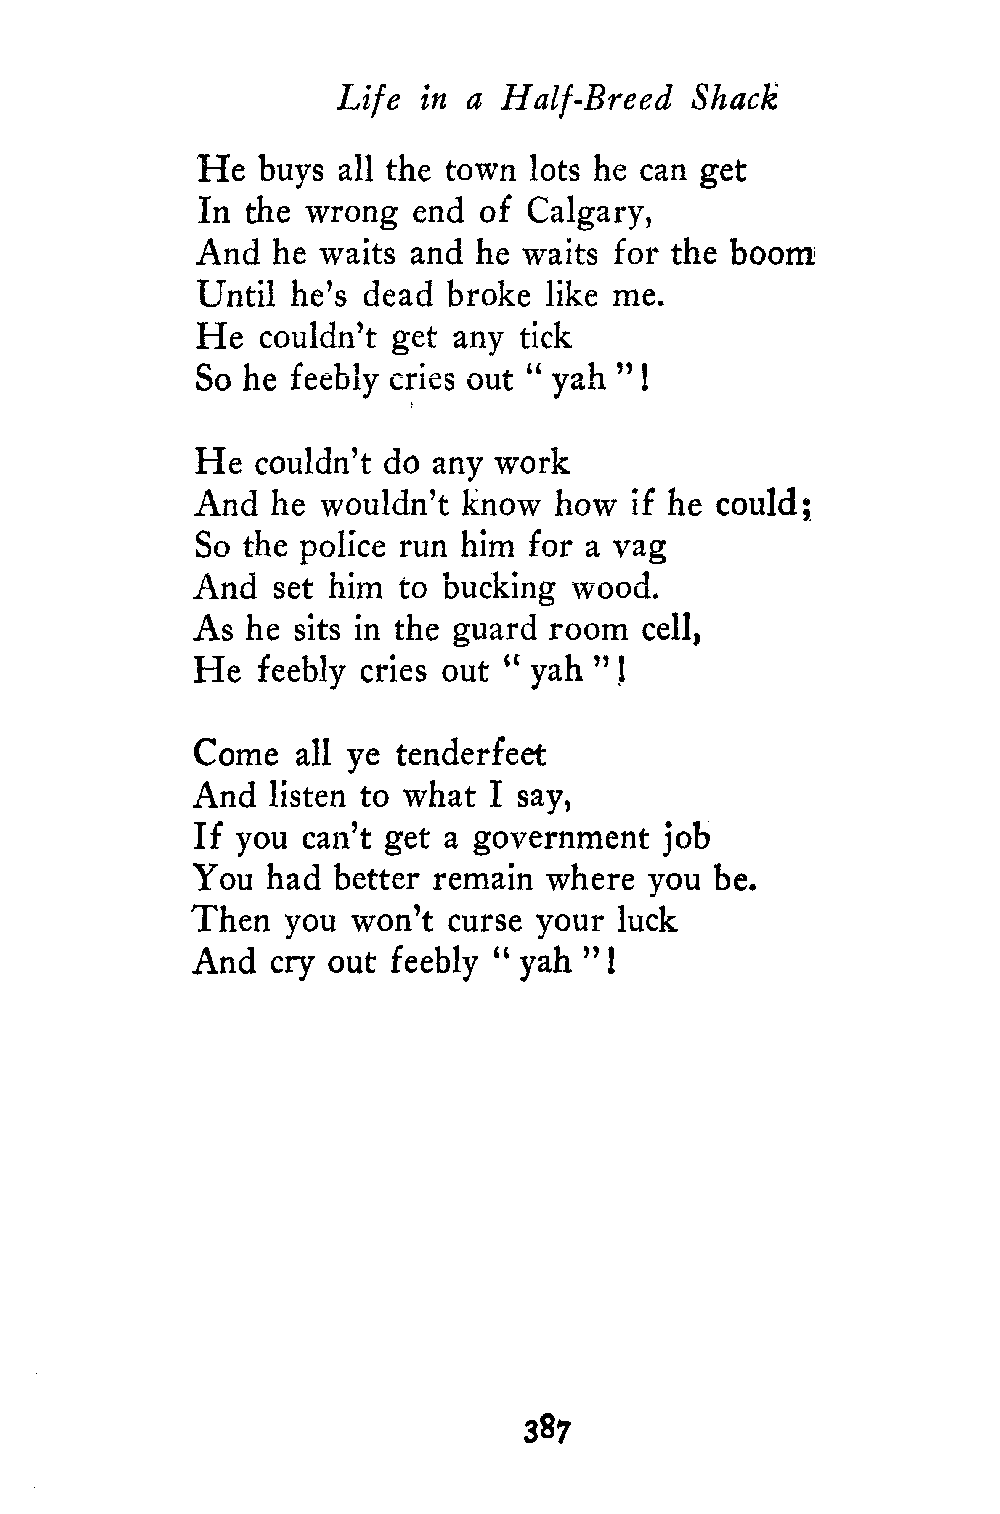 Life in a Half-Breed Shack
He buys all the town lots he can get
In the wrong end of Calgary,
And he waits and he waits for the boom
Until he's dead broke like me.
He couldn't get any tick
So he feebly cries out “ yah ” !
He couldn't do any work
And he wouldn't know how if he could;
So the police run him for a vag
And set him to bucking wood.
As he sits in the guard room cell,
He feebly cries out “ yah ” !
Come all ye tenderfeet
And listen to what I say,
If you can't get a government job
You had better remain where you be.
Then you won't curse your luck
And cry out feebly “ yah ” !
387